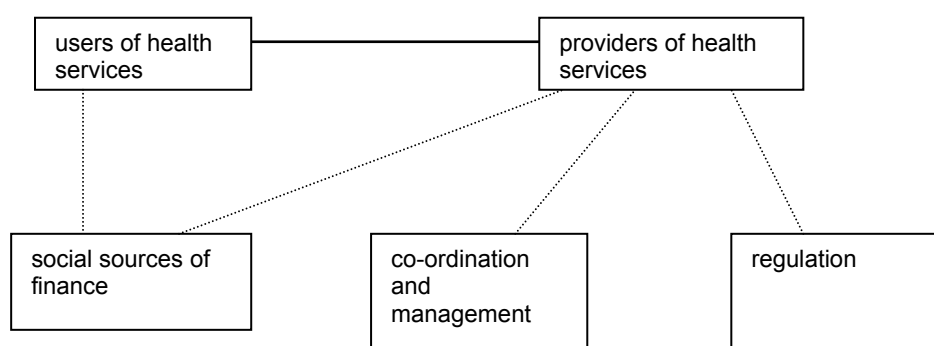 users of health
services
providers of health
services
social sources of
finance
co-ordination
and
management
regulation